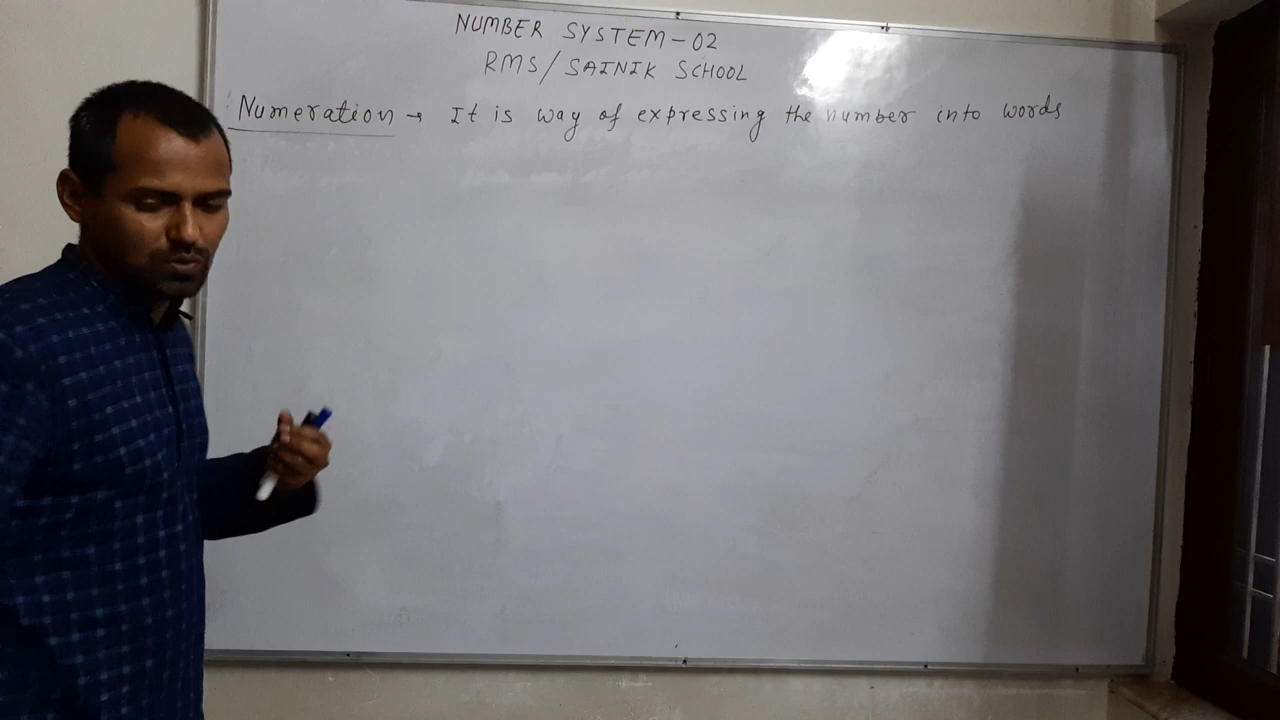 NUMBER SYSTEM-02
RMS/SAINIK SCHOOL
Numeration → It is way of expressing the number into words